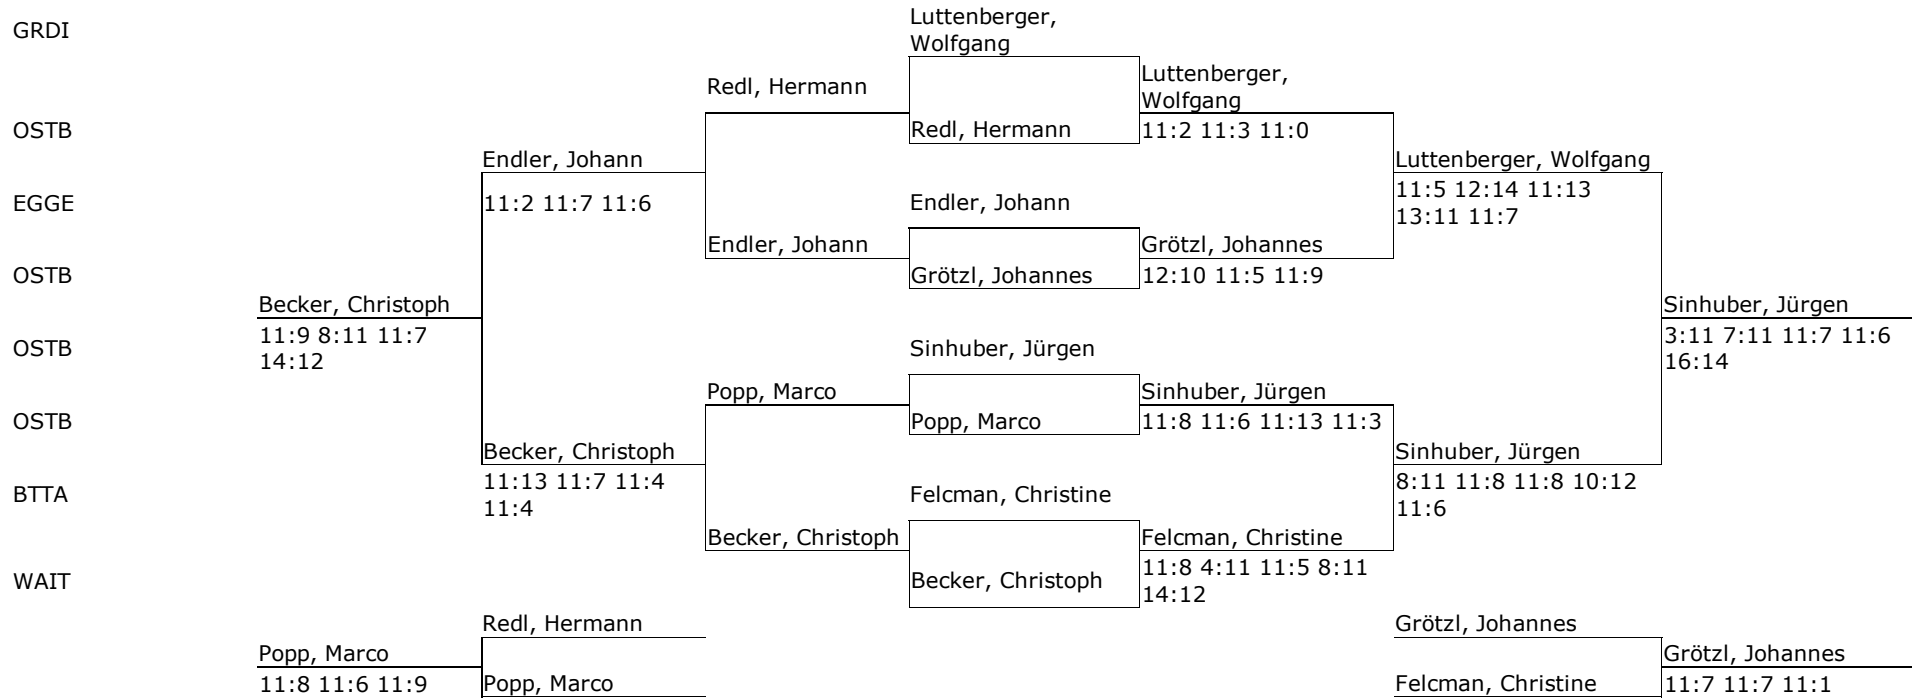 Luttenberger,
GRDI
Wolfgang
Luttenberger,
Redl, Hermann
Wolfgang
OSTB
Redl, Hermann
11:2 11:3 11:0
Endler, Johann
Luttenberger, Wolfgang
11:5 12:14 11:13
EGGE
11:2 11:7 11:6
Endler, Johann
13:11 11:7
Endler, Johann
Grötzl, Johannes
OSTB
Grötzl, Johannes
12:10 11:5 11:9
Becker, Christoph
Sinhuber, Jürgen
11:9 8:11 11:7
3:11 7:11 11:7 11:6
OSTB
14:12
Sinhuber, Jürgen
16:14
Popp, Marco
Sinhuber, Jürgen
OSTB
Popp, Marco
11:8 11:6 11:13 11:3
Becker, Christoph
Sinhuber, Jürgen
11:13 11:7 11:4
8:11 11:8 11:8 10:12
BTTA
11:4
Felcman, Christine
11:6
Becker, Christoph
Felcman, Christine
11:8 4:11 11:5 8:11
WAIT
Becker, Christoph
14:12
Redl, Hermann
Grötzl, Johannes
Popp, Marco
Grötzl, Johannes
11:8 11:6 11:9
Popp, Marco
Felcman, Christine
11:7 11:7 11:1